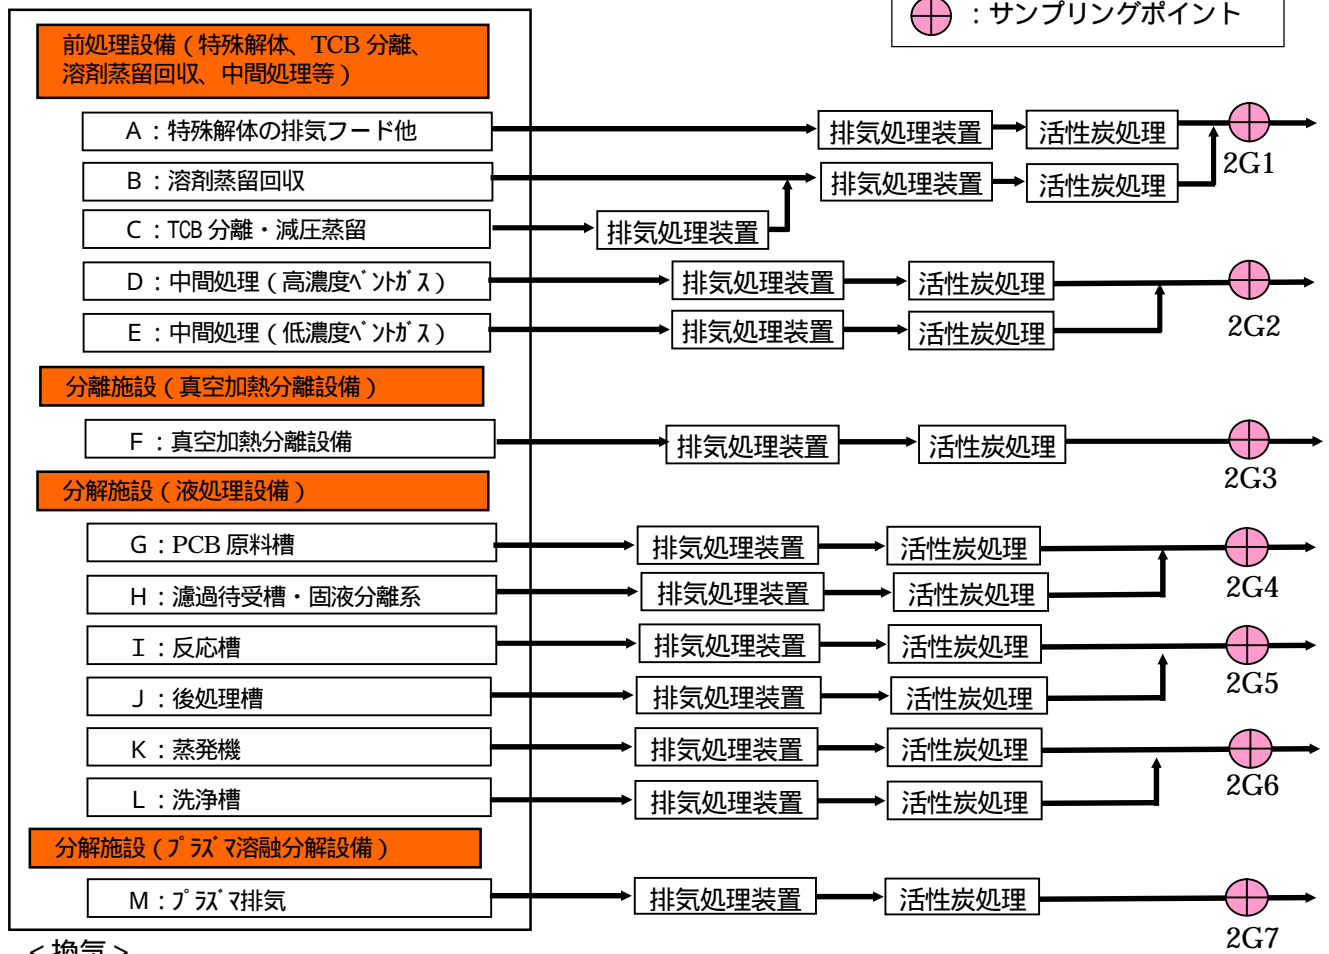 ：サンプリングポイント
前処理設備（特殊解体、TCB 分離、
溶剤蒸留回収、中間処理等）
A：特殊解体の排気フード他
排気処理装置
活性炭処理
2G1
B：溶剤蒸留回収
排気処理装置
活性炭処理
C：TCB 分離・減圧蒸留
排気処理装置
D：中間処理（高濃度ﾍﾞﾝﾄｶﾞｽ）
排気処理装置
活性炭処理
2G2
E：中間処理（低濃度ﾍﾞﾝﾄｶﾞｽ）
排気処理装置
活性炭処理
分離施設（真空加熱分離設備）
F：真空加熱分離設備
排気処理装置
活性炭処理
2G3
分解施設（液処理設備）
G：PCB 原料槽
排気処理装置
活性炭処理
2G4
H：濾過待受槽・固液分離系
排気処理装置
活性炭処理
I：反応槽
排気処理装置
活性炭処理
2G5
J：後処理槽
排気処理装置
活性炭処理
K：蒸発機
排気処理装置
活性炭処理
2G6
L：洗浄槽
排気処理装置
活性炭処理
分解施設（ﾌﾟﾗｽﾞﾏ溶融分解設備）
M：ﾌﾟﾗｽﾞﾏ排気
排気処理装置
活性炭処理
2G7
＜換気＞